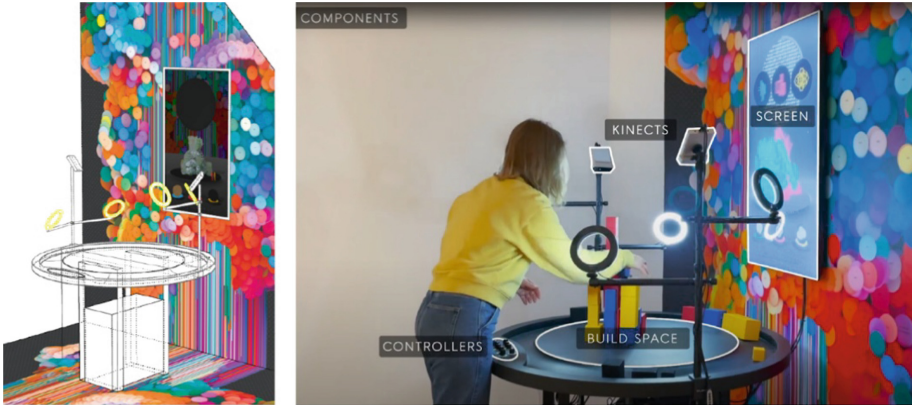 COMPONENTS
KINECTS
SCREEN
CONTROLLERS
BUILD SPACE